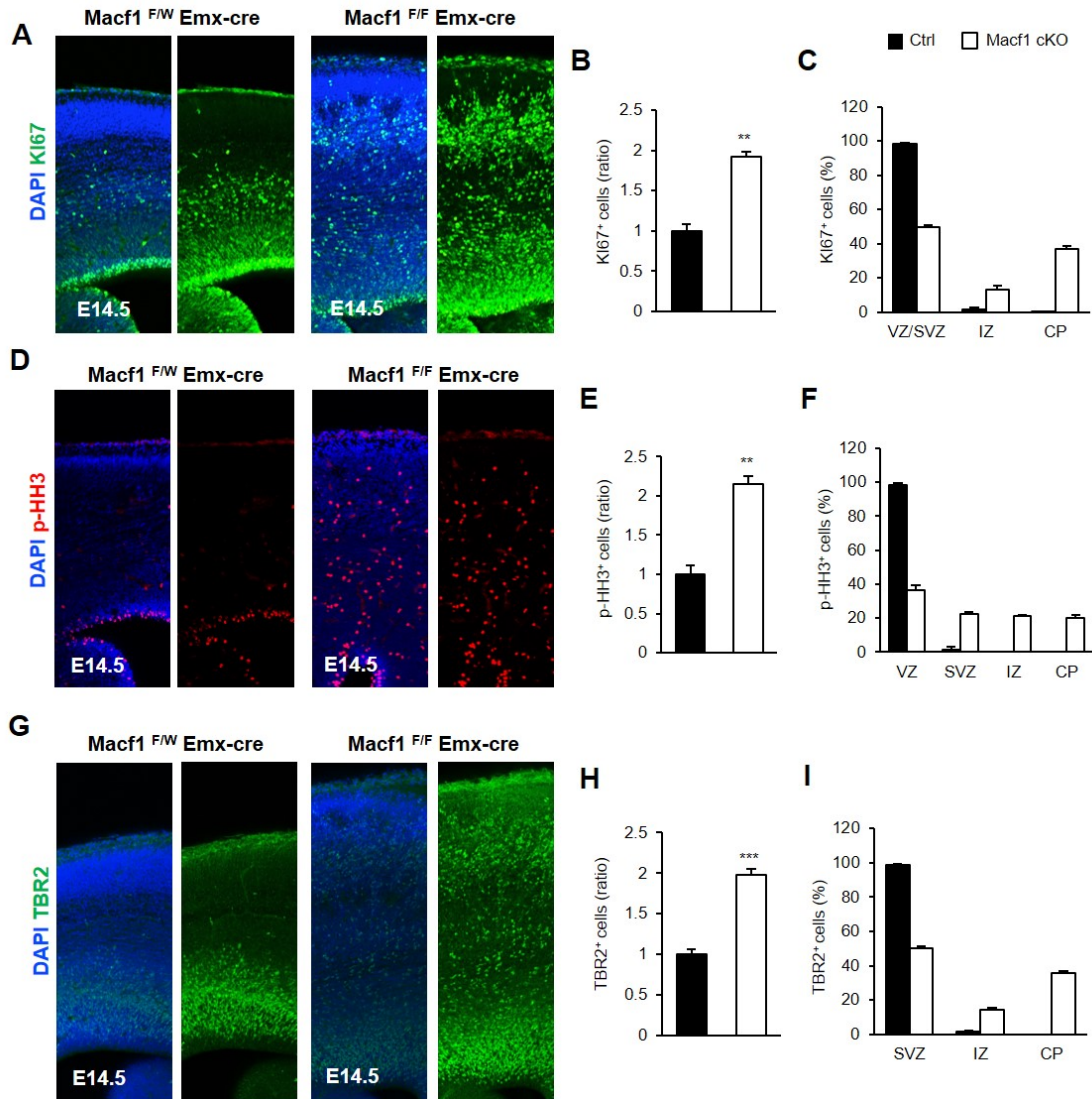 Macf1 F/W Emx-cre
Macf1 F/F Emx-cre
Ctrl
Macf1 cKO
A
DAPI KI67
E14.5
E14.5
B
KI67+ cells (ratio)
2.5
2
1.5
1
0.5
0
**
C
KI67+ cells (%)
120
100
80
60
40
20
0
VZ/SVZ
IZ
CP
D
Macf1 F/W Emx-cre
Macf1 F/F Emx-cre
DAPI p-HH3
E14.5
E14.5
E
p-HH3+ cells (ratio)
2.5
2
1.5
1
0.5
0
**
F
p-HH3+ cells (%)
120
100
80
60
40
20
0
VZ
SVZ
IZ
CP
G
Macf1 F/W Emx-cre
Macf1 F/F Emx-cre
DAPI TBR2
E14.5
E14.5
H
TBR2+ cells (ratio)
2.5
2
1.5
1
0.5
0
***
I
TBR2+ cells (%)
120
100
80
60
40
20
0
SVZ
IZ
CP